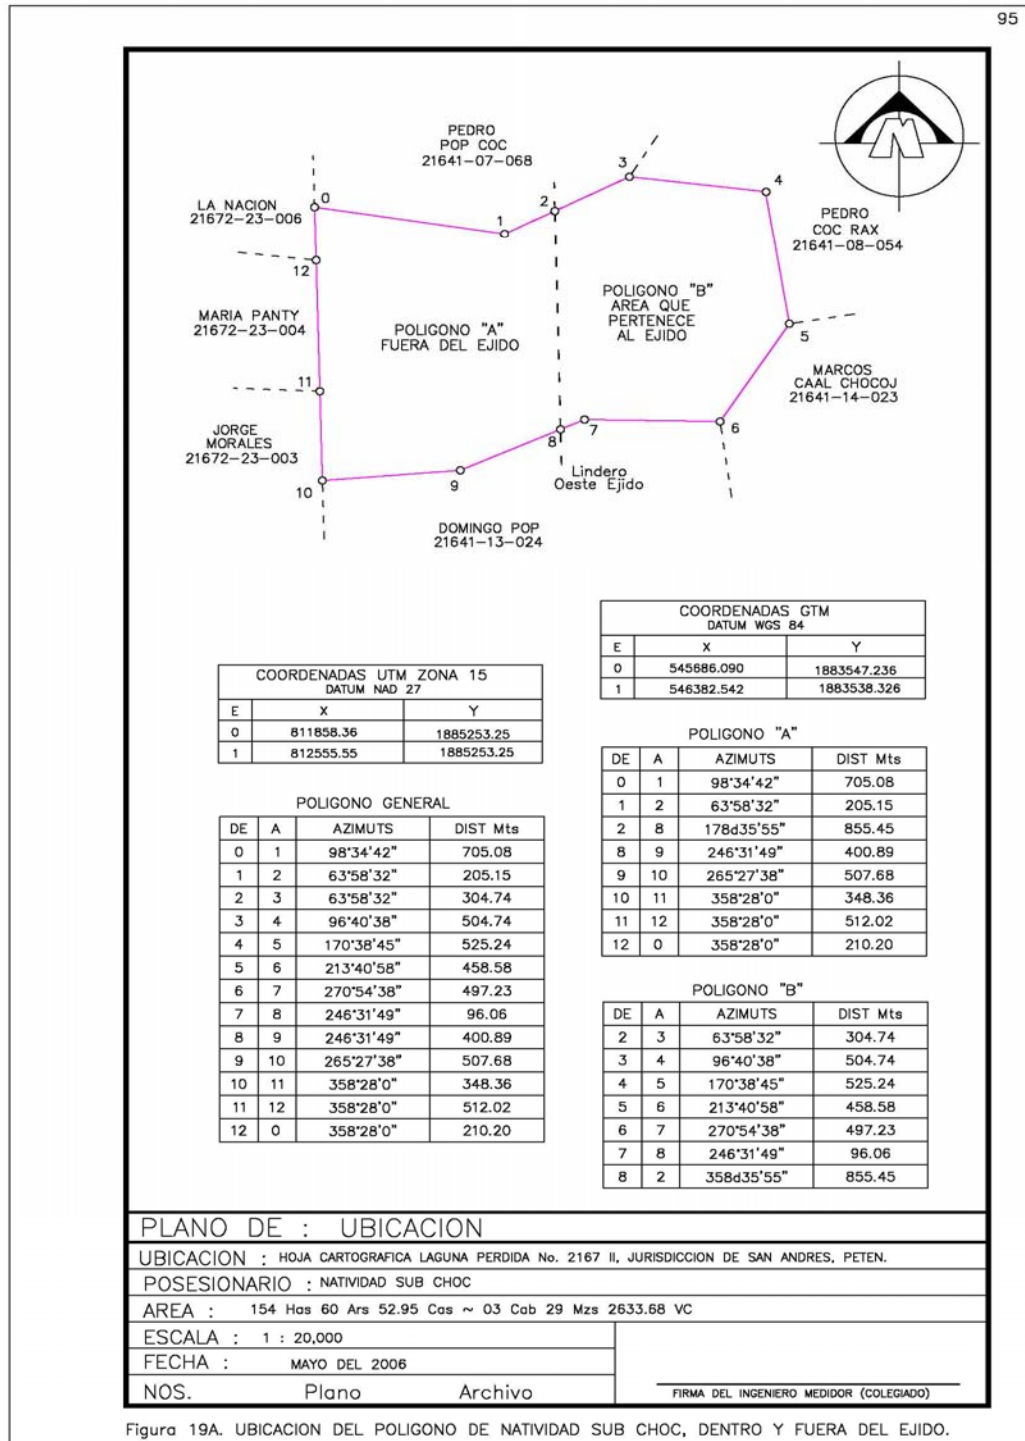 95
PEDRO
POP COC
21641-07-068
3
4
LA NACION
21672-23-006
0
2
1
PEDRO
COC RAX
21641-08-054
12
MARIA PANTY
21672-23-004
POLIGONO "A"
FUERA DEL EJIDO
POLIGONO "B"
AREA QUE
PERTENECE
AL EJIDO
5
11
MARCOS
CAAL CHOCOJ
21641-14-023
JORGE
MORALES
21672-23-003
8
7
6
10
9
Lindero
Oeste Ejido
DOMINGO POP
21641-13-024
COORDENADAS GTM
DATUM WGS 84
E X Y
0 545686.090 1883547.236
1 546382.542 1883538.326
COORDENADAS UTM ZONA 15
DATUM NAD 27
E X Y
0 811858.36 1885253.25
1 812555.55 1885253.25
POLIGONO "A"
DE A AZIMUTS DIST Mts
0 1 98°34'42" 705.08
1 2 63°58'32" 205.15
2 8 178d35'55" 855.45
8 9 246°31'49" 400.89
9 10 265°27'38" 507.68
10 11 358°28'0" 348.36
11 12 358°28'0" 512.02
12 0 358°28'0" 210.20
POLIGONO GENERAL
DE A AZIMUTS DIST Mts
0 1 98°34'42" 705.08
1 2 63°58'32" 205.15
2 3 63°58'32" 304.74
3 4 96°40'38" 504.74
4 5 170°38'45" 525.24
5 6 213°40'58" 458.58
6 7 270°54'38" 497.23
7 8 246°31'49" 96.06
8 9 246°31'49" 400.89
9 10 265°27'38" 507.68
10 11 358°28'0" 348.36
11 12 358°28'0" 512.02
12 0 358°28'0" 210.20
POLIGONO "B"
DE A AZIMUTS DIST Mts
2 3 63°58'32" 304.74
3 4 96°40'38" 504.74
4 5 170°38'45" 525.24
5 6 213°40'58" 458.58
6 7 270°54'38" 497.23
7 8 246°31'49" 96.06
8 2 358d35'55" 855.45
PLANO DE : UBICACION
UBICACION : HOJA CARTOGRAFICA LAGUNA PERDIDA No. 2167 II, JURISDICCION DE SAN ANDRES, PETEN.
POSESIONARIO : NATIVIDAD SUB CHOC
AREA : 154 Has 60 Ars 52.95 Cas ~ 03 Cab 29 Mzs 2633.68 VC
ESCALA : 1 : 20,000
FECHA : MAYO DEL 2006
NOS. Plano Archivo
FIRMA DEL INGENIERO MEDIDOR (COLEGIADO)
Figura 19A. UBICACION DEL POLIGONO DE NATIVIDAD SUB CHOC, DENTRO Y FUERA DEL EJIDO.